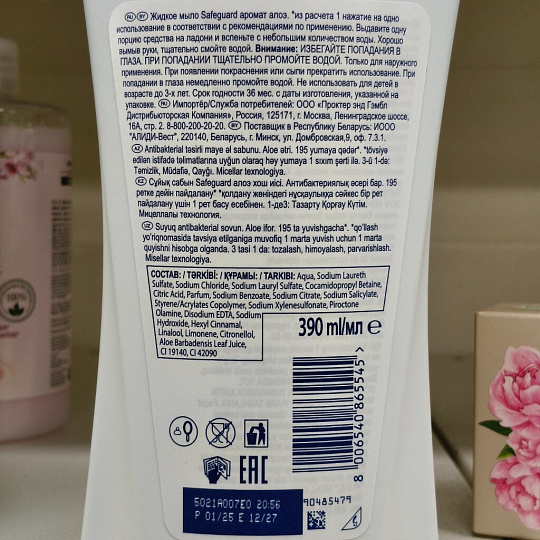 RU BY Жидкое мыло Safeguard аромат алоэ. *из расчета 1 нажатие на одно
использование в соответствии с рекомендациями по применению. Выдавите одну
порцию средства на ладони и вспеньте с небольшим количеством воды. Хорошо
вымыв руки, тщательно смойте водой. Внимание: ИЗБЕГАЙТЕ ПОПАДАНИЯ В
ГЛАЗА. ПРИ ПОПАДАНИИ ТЩАТЕЛЬНО ПРОМОЙТЕ ВОДОЙ. Только для наружного
применения. При появлении покраснения или сыпи прекратить использование. При
попадании в глаза немедленно промойте водой. Не использовать для детей в
возрасте до 3-х лет. Срок годности 36 мес. с даты изготовления, указанной на
упаковке. RU Импортёр/Служба потребителей: ООО «Проктер энд Гэмбл
Дистрибьюторская Компания», Россия, 125171, г. Москва, Ленинградское шоссе,
16А, стр. 2. 8-800-200-20-20. BY Поставщик в Республику Беларусь: ИООО
"АЛИДИ-Вест", 220140, Беларусь, г. Минск, ул. Домбровская,9, оф. 7.3.1.
AZ Antibakterial təsirli maye əl sabunu. Aloe ətri. 195 yumaya qədər*. *tövsiyə
edilən istifadə təlimatlarına uyğun olaraq həy yumaya 1 sıxım şərti ilə. 3-ü 1-də:
Təmizlik, Müdafiə, Qayğı. Micellar texnologiya.
KZ Сұйық сабын Safeguard алоэ хош иісі. Антибактериялық әсері бар. 195
ретке дейін пайдалану* *қолдану жөніндегі нұсқаулыққа сәйкес бір рет
пайдалану үшін 1 рет басу есебінен. 1-де3: Тазарту Қорғау Күтім.
Мицеллалы технология.
UZ Suyuq antibakterial sovun. Aloe ifor. 195 ta yuvishgacha*. *qo'llash
yo'riqnomasida tavsiya etilganiga muvofiq 1 marta yuvish uchun 1 marta
quyishni hisobga olganda. 3 tasi 1 da: tozalash, himoyalash, parvarishlash.
Misellar texnologiya.
СОСТАВ: / TƏRKİBİ: / ҚҰРАМЫ: / TARKIBI: Aqua, Sodium Laureth
Sulfate, Sodium Chloride, Sodium Lauryl Sulfate, Cocamidopropyl Betaine,
Citric Acid, Parfum, Sodium Benzoate, Sodium Citrate, Sodium Salicylate,
Styrene/Acrylates Copolymer, Sodium Xylenesulfonate, Piroctone
Olamine, Disodium EDTA, Sodium
Hydroxide, Hexyl Cinnamal,
Linalool, Limonene, Citronellol,
Aloe Barbadensis Leaf Juice,
CI 19140, CI 42090
390 ml/мл e
8 006540 865545 >
EAC
5021A007E0 20:56
P 01/25 E 12/27
90485479
100%